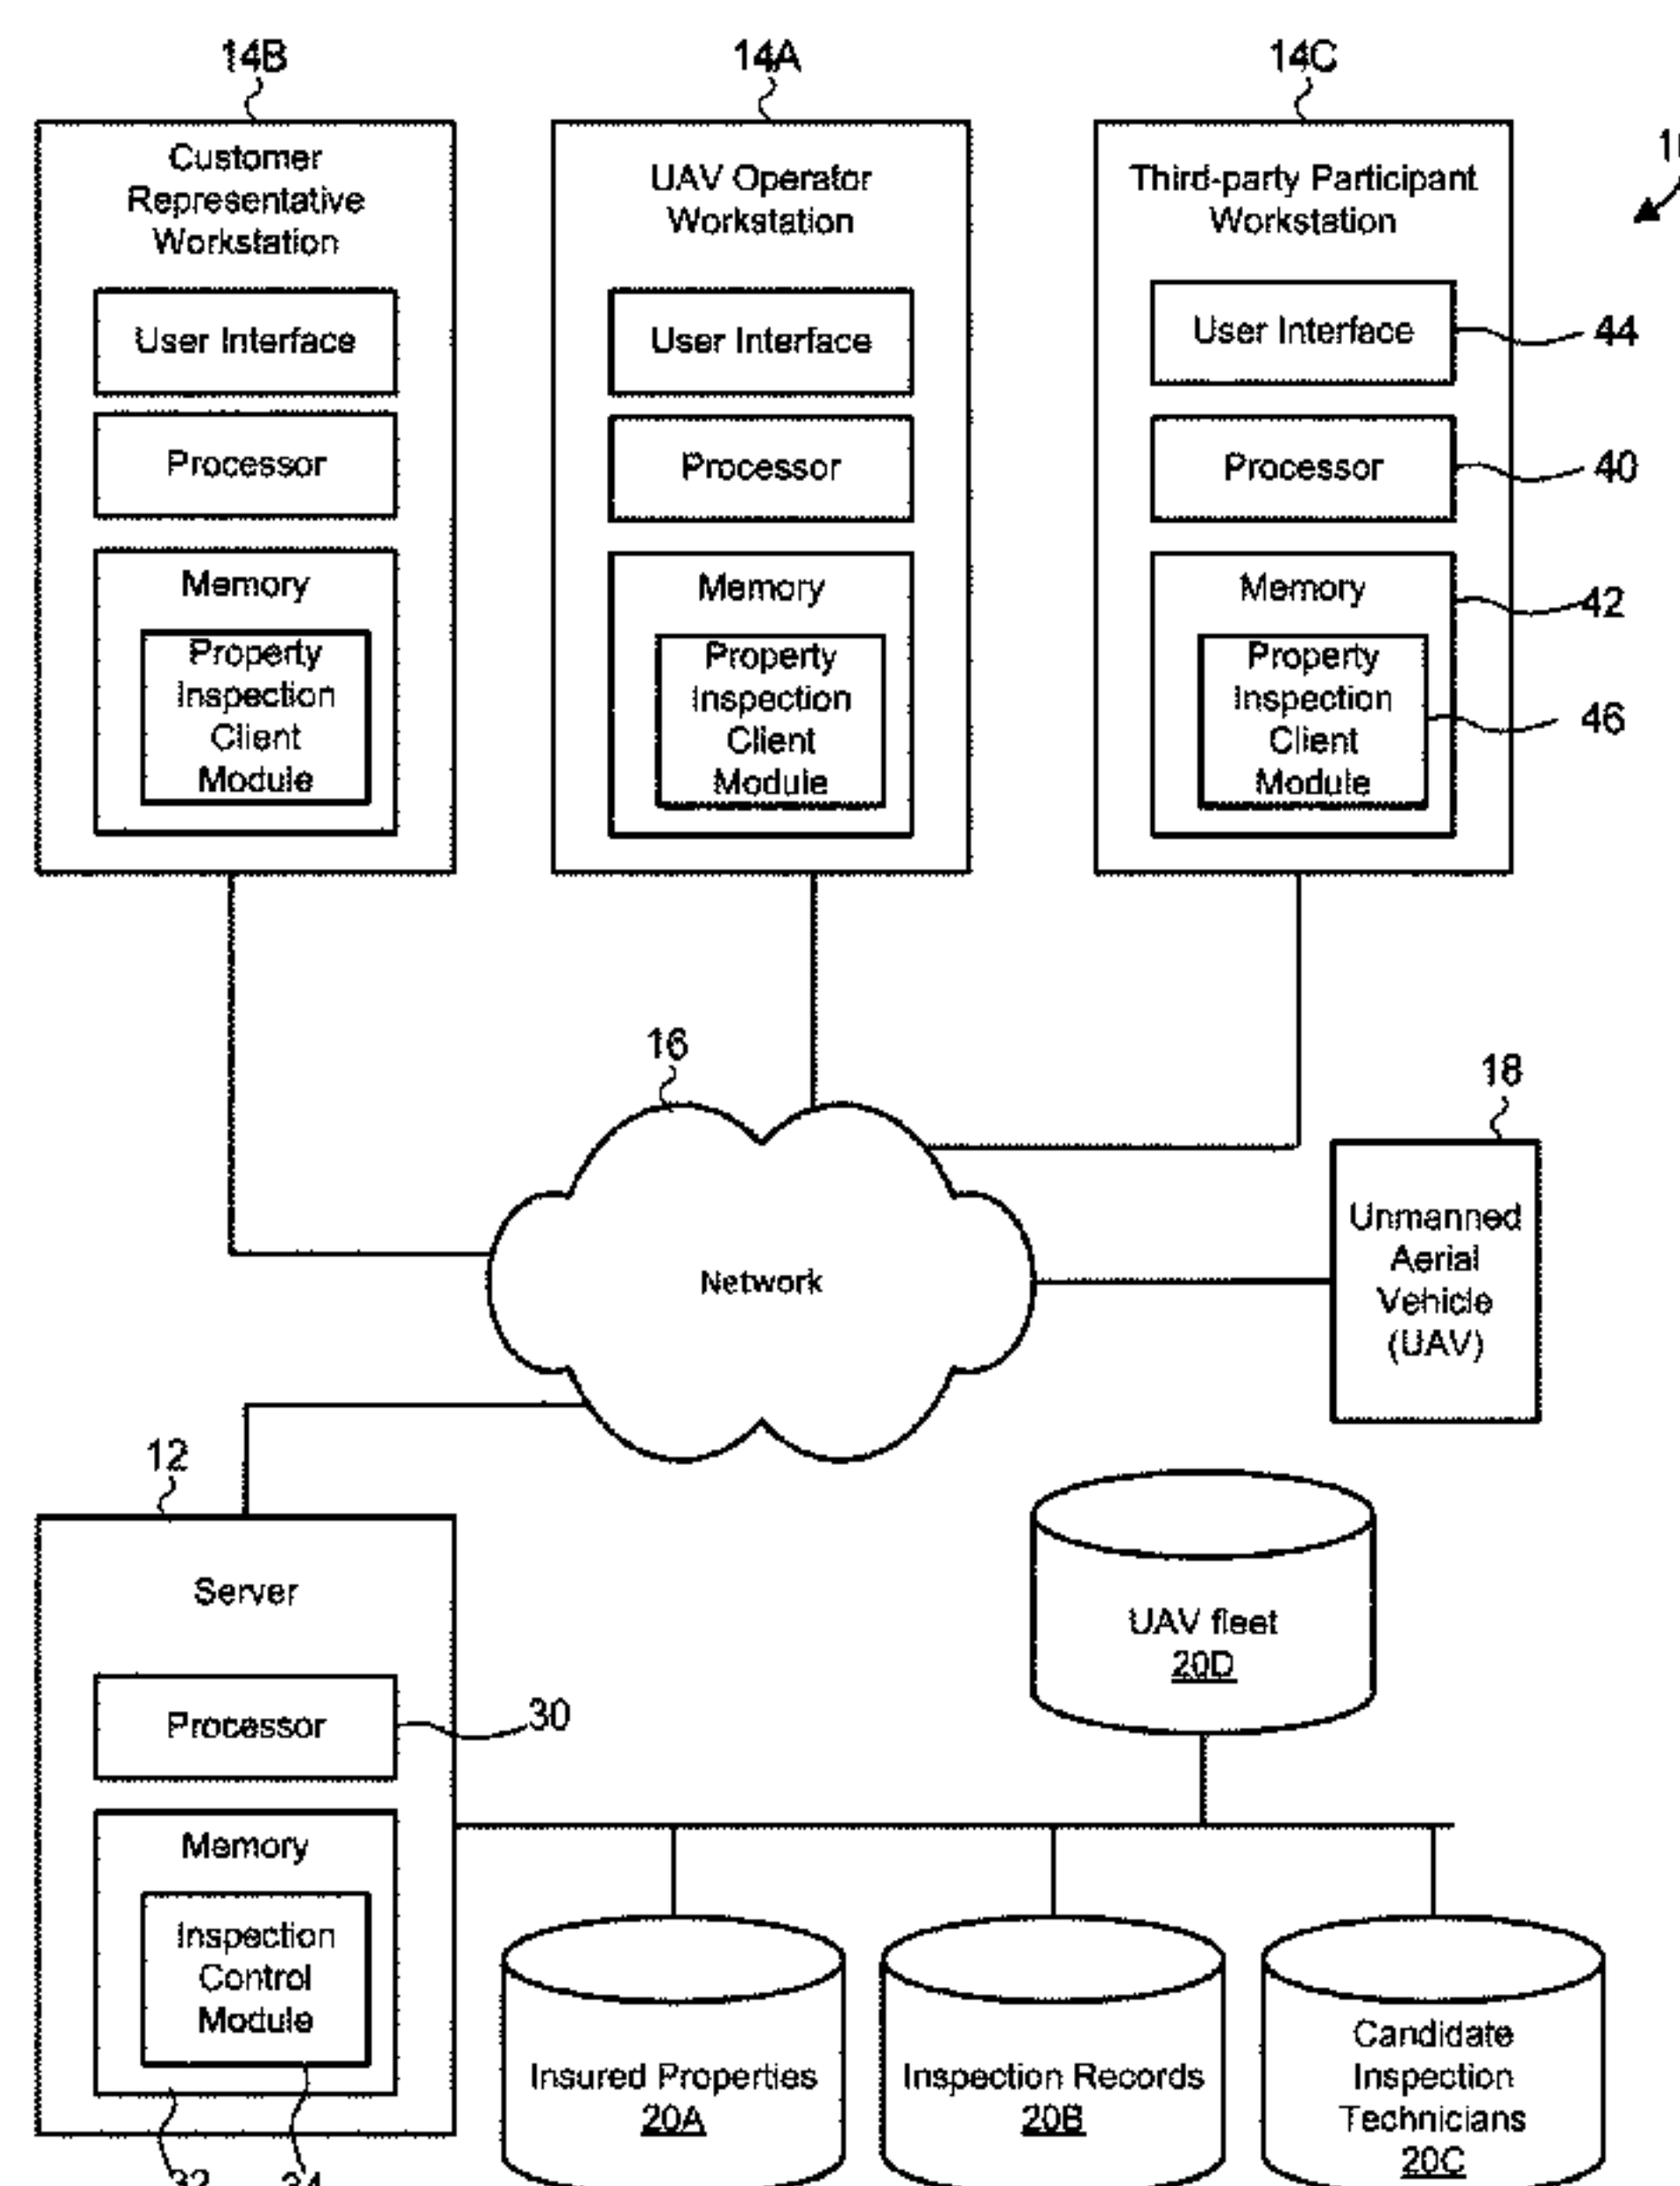 14B
14A
14C
Customer
Representative
Workstation
UAV Operator
Workstation
Third-party Participant
Workstation
User Interface
User Interface
User Interface
44
Processor
Processor
Processor
40
Memory
Memory
Memory
42
Property
Inspection
Client
Module
Property
Inspection
Client
Module
Property
Inspection
Client
Module
46
16
18
Network
Unmanned
Aerial
Vehicle
(UAV)
12
Server
UAV fleet
20D
Processor
30
Memory
Inspection
Control
Module
Insured Properties
20A
Inspection Records
20B
Candidate
Inspection
Technicians
20C
32